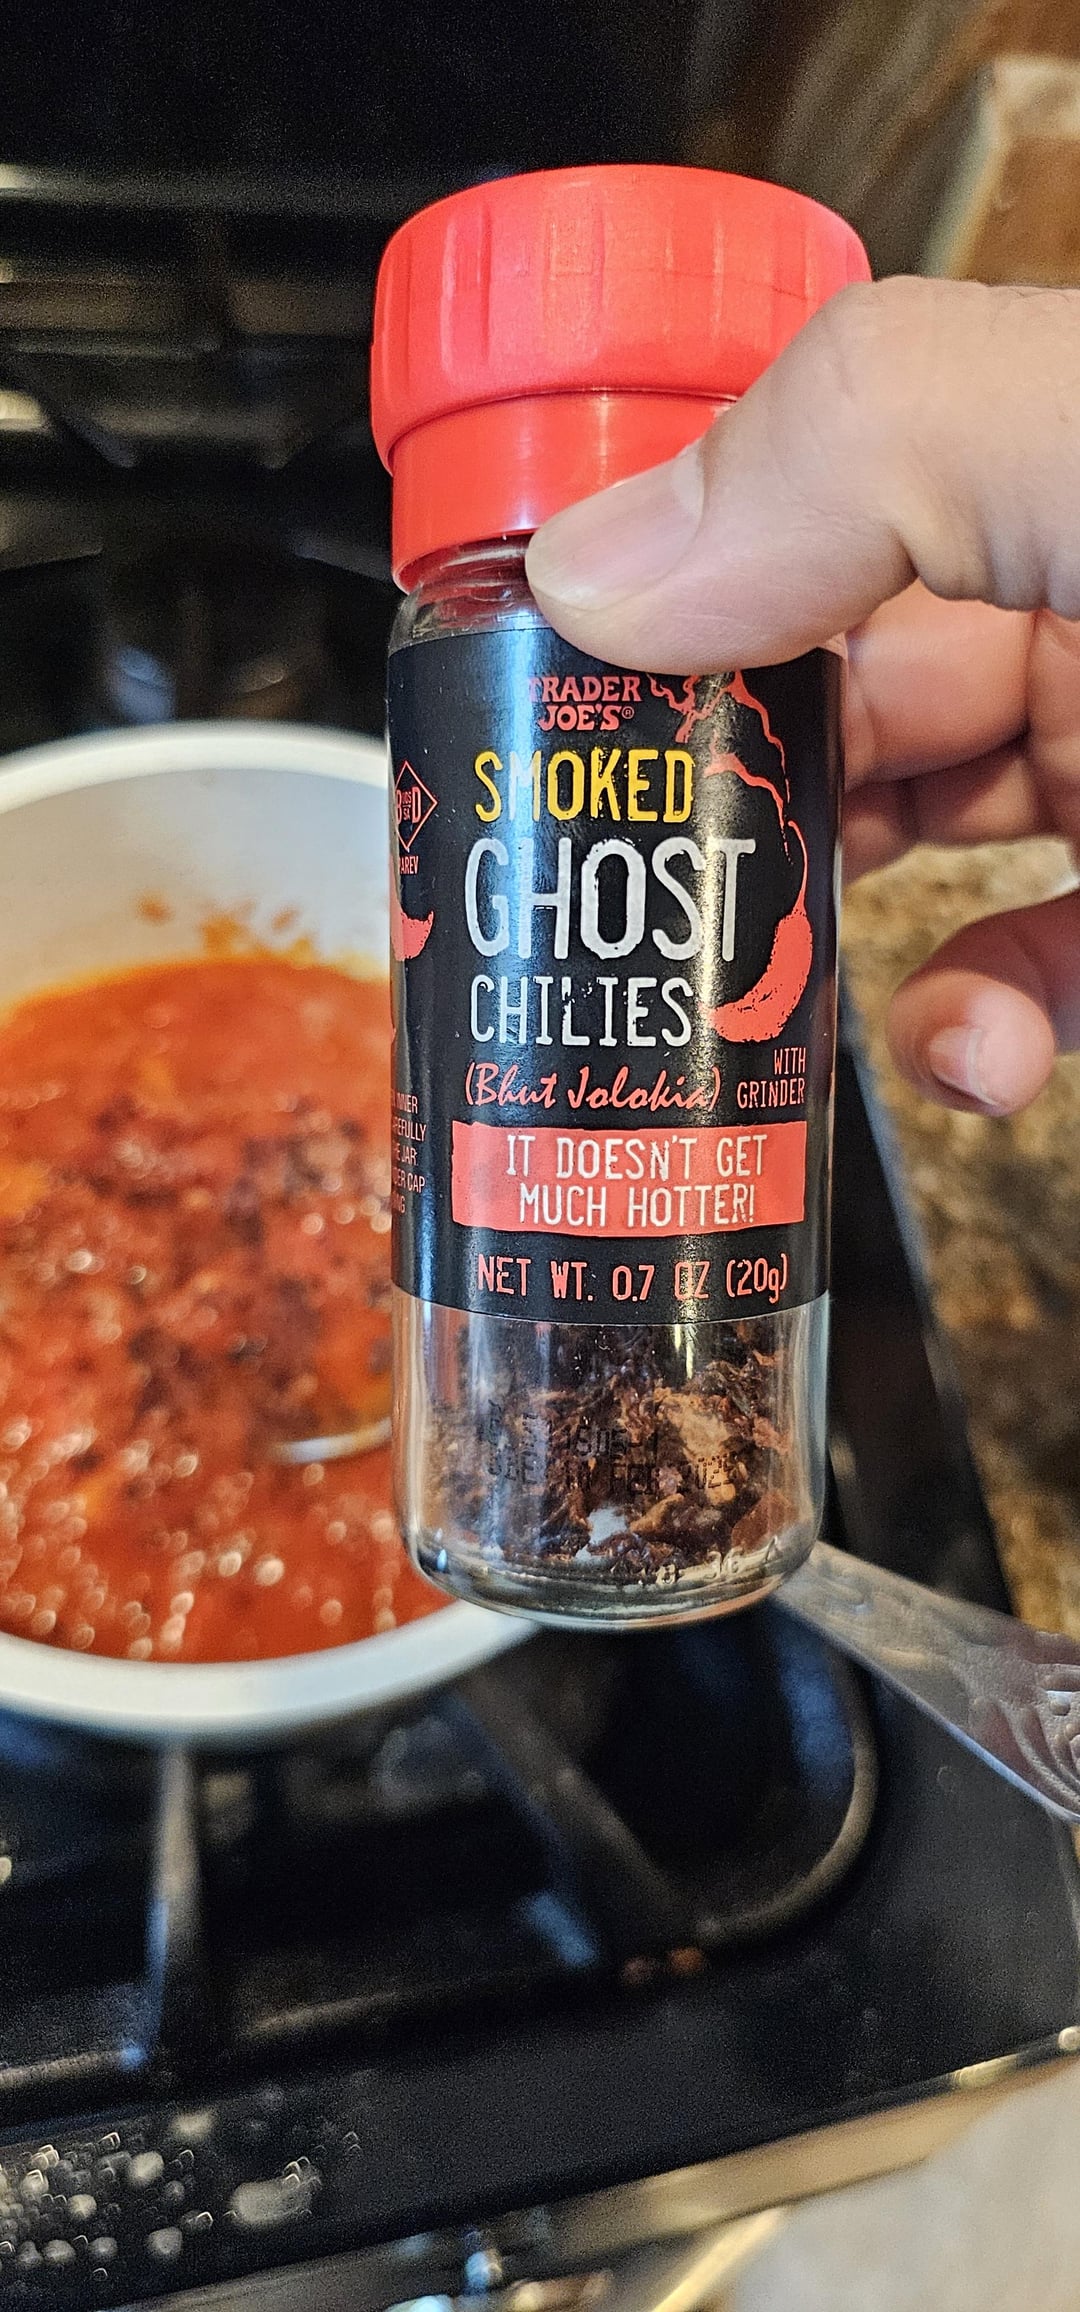 TRADER
JOE'S®
SMOKED
GHOST
CHILIES
(Bhut Jolokia)
WITH
GRINDER
IT DOESN'T GET
MUCH HOTTER!
NET WT. 0.7 OZ (20g)